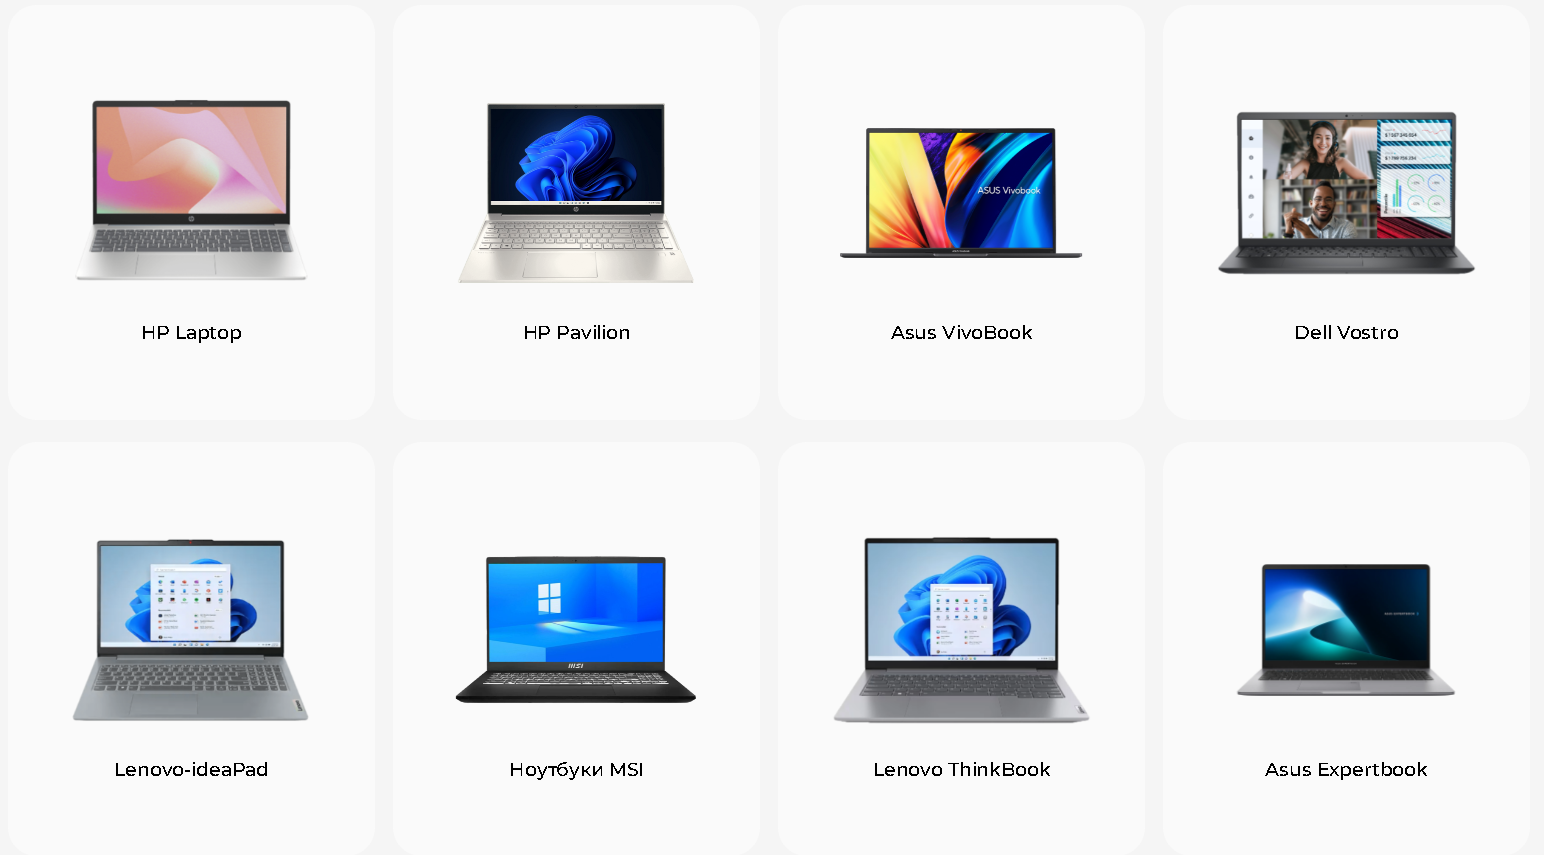 ASUS Vivobook
HP Laptop
HP Pavilion
Asus VivoBook
Dell Vostro
msi
Lenovo-ideaPad
Ноутбуки MSI
Lenovo ThinkBook
Asus Expertbook